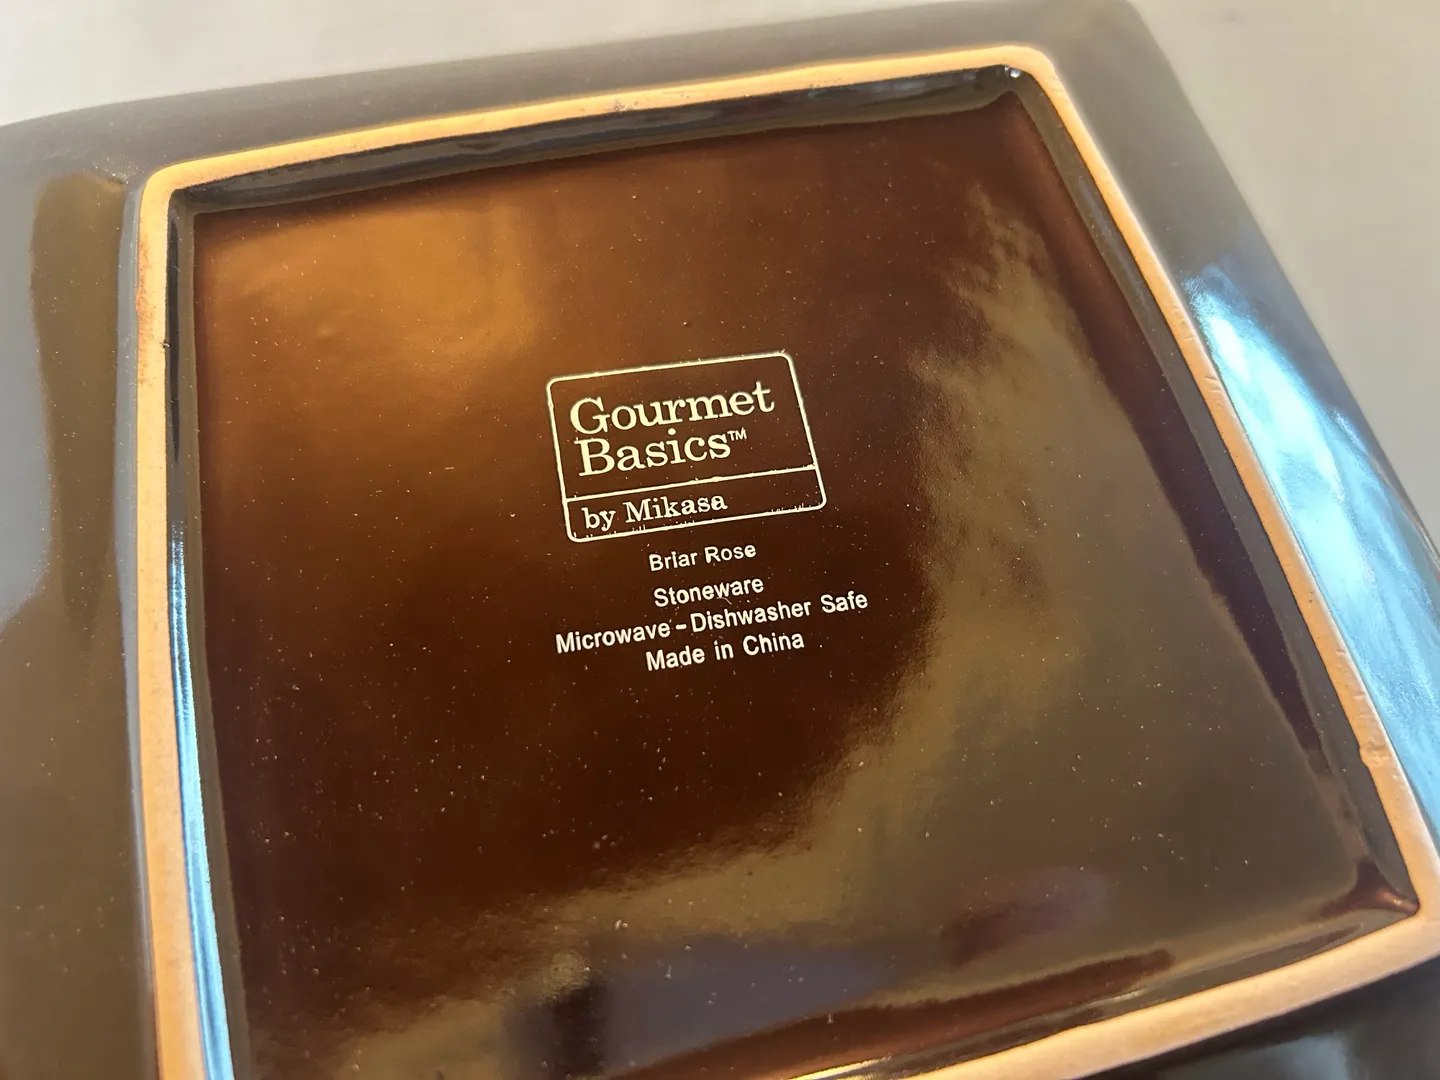 Gourmet
Basics™
by Mikasa
Briar Rose
Stoneware
Microwave - Dishwasher Safe
Made in China